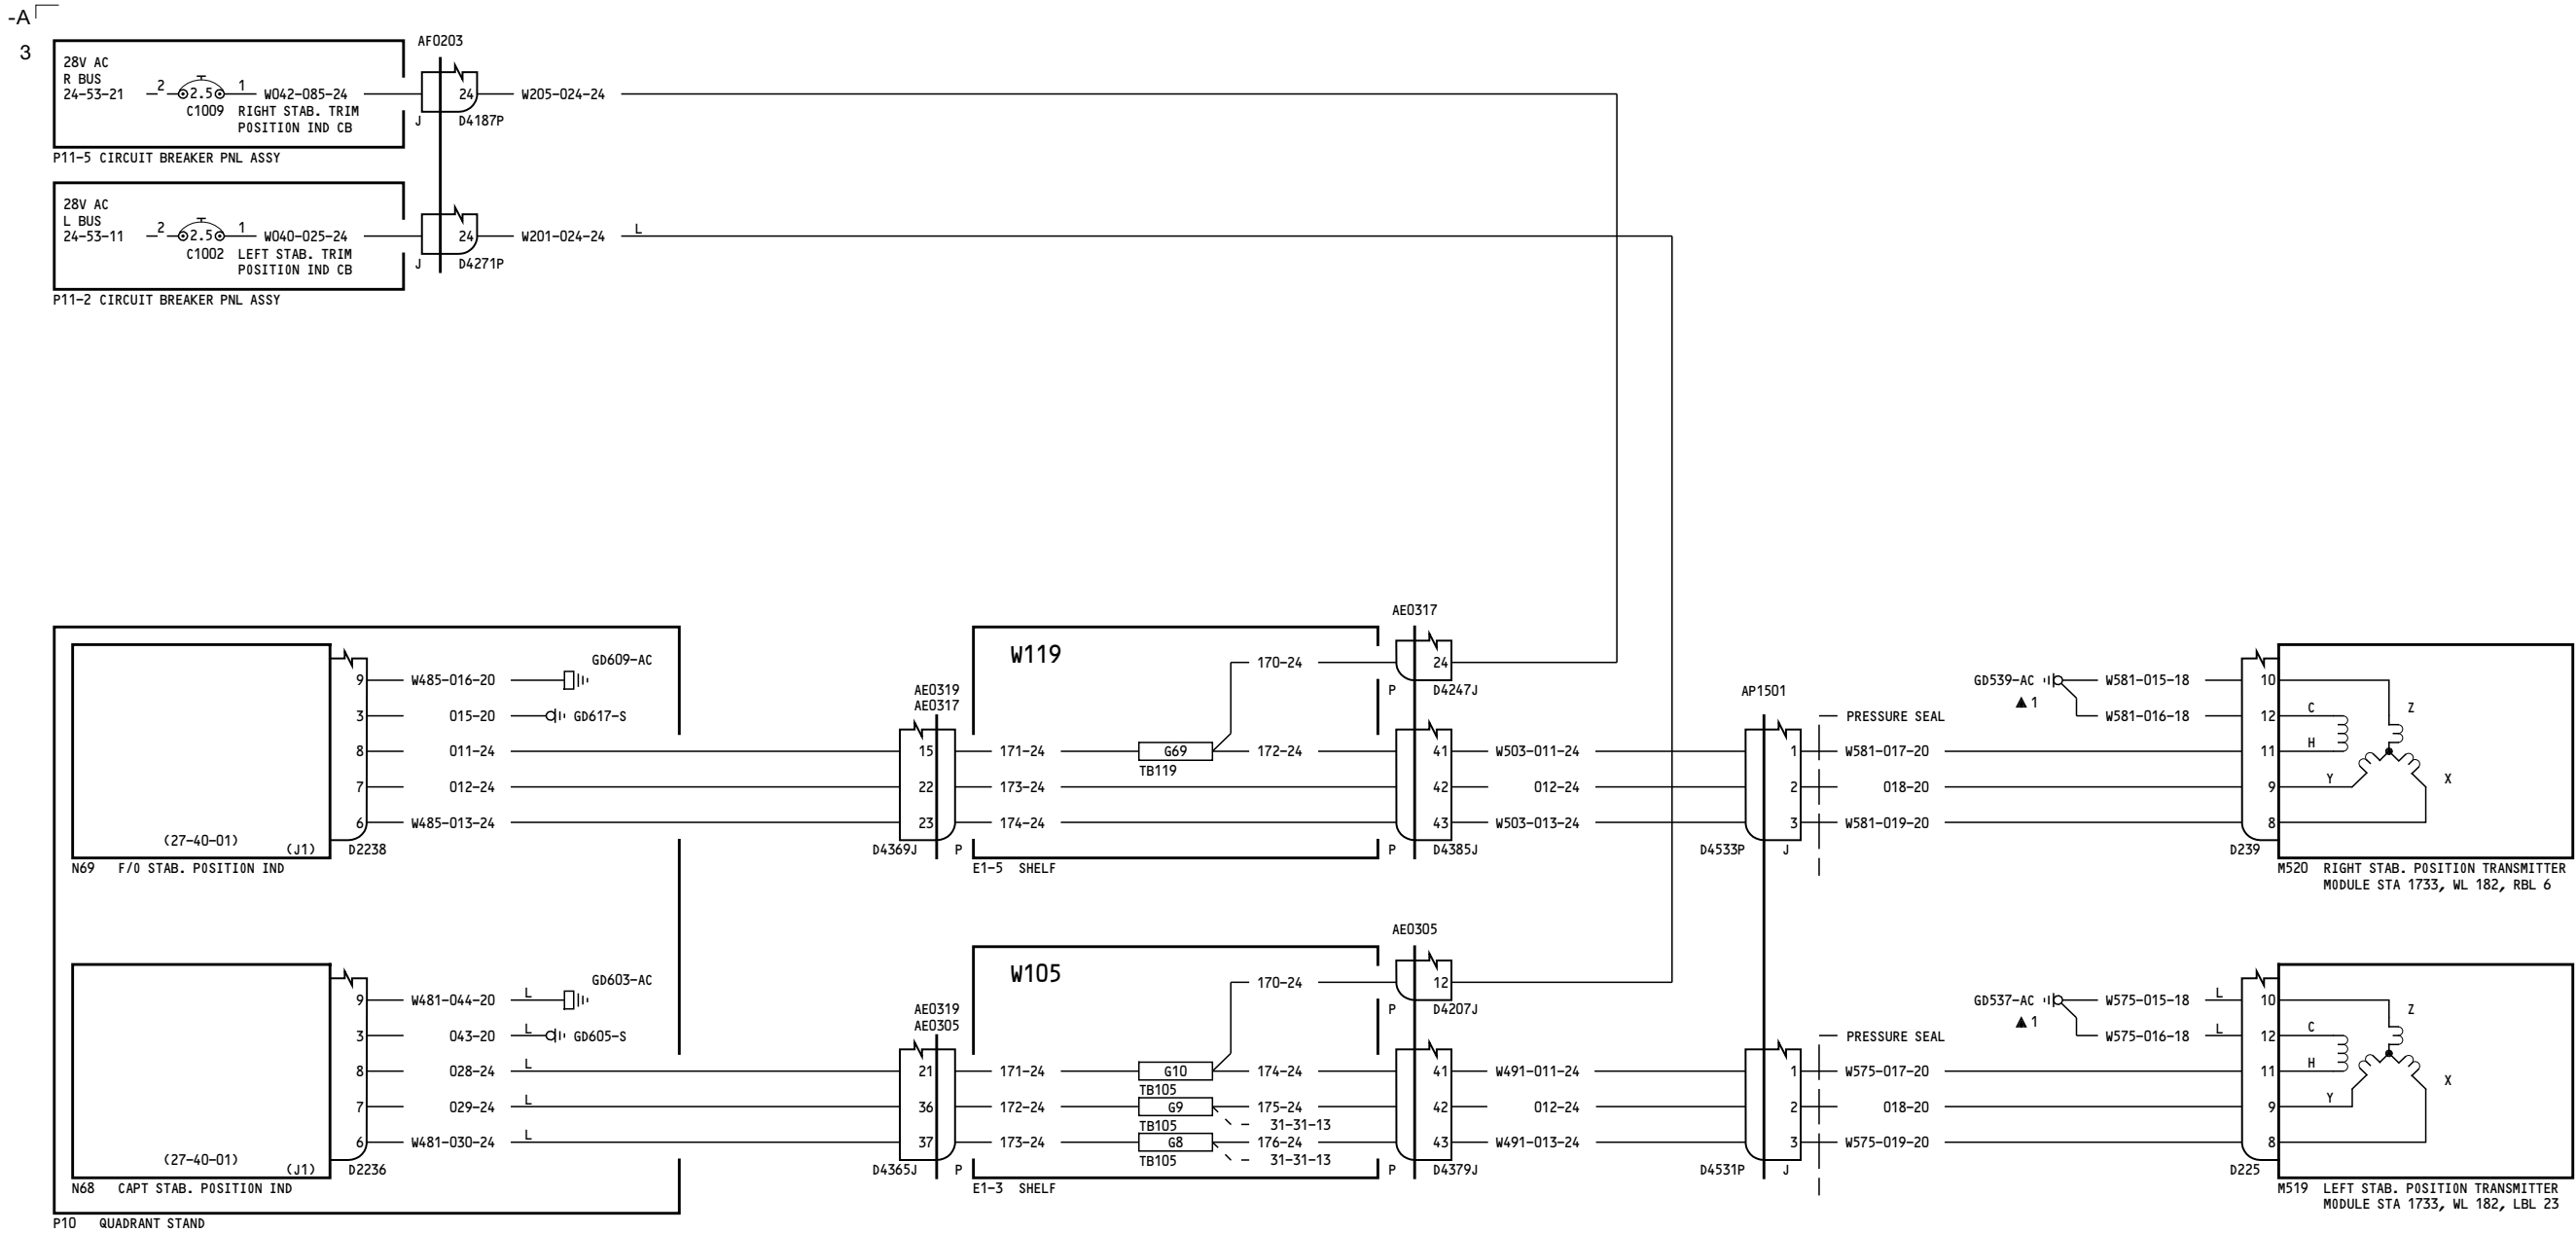 -A
3
AF0203
28V AC
R BUS
24-53-21
2
2.5
1
W042-085-24
24
W205-024-24
C1009
RIGHT STAB. TRIM
POSITION IND CB
J
D4187P
P11-5 CIRCUIT BREAKER PNL ASSY
28V AC
L BUS
24-53-11
2
2.5
1
W040-025-24
24
W201-024-24
L
C1002
LEFT STAB. TRIM
POSITION IND CB
J
D4271P
P11-2 CIRCUIT BREAKER PNL ASSY
9
W485-016-20
GD609-AC
3
015-20
GD617-S
8
011-24
7
012-24
6
W485-013-24
(27-40-01)
(J1)
D2238
N69 F/O STAB. POSITION IND
AE0319
AE0317
15
22
23
D4369J
P
W119
170-24
171-24
G69
172-24
TB119
173-24
174-24
E1-5 SHELF
AE0317
24
P
D4247J
41
W503-011-24
42
012-24
43
W503-013-24
P
D4385J
AP1501
1
2
3
D4533P
J
PRESSURE SEAL
W581-017-20
018-20
W581-019-20
GD539-AC
▲ 1
W581-015-18
W581-016-18
10
12
11
9
8
D239
C
H
Z
Y
X
M520 RIGHT STAB. POSITION TRANSMITTER
MODULE STA 1733, WL 182, RBL 6
9
W481-044-20
L
GD603-AC
3
043-20
L
GD605-S
8
028-24
L
7
029-24
L
6
W481-030-24
L
(27-40-01)
(J1)
D2236
N68 CAPT STAB. POSITION IND
P10 QUADRANT STAND
AE0319
AE0305
21
36
37
D4365J
P
W105
170-24
171-24
G10
174-24
TB105
172-24
G9
175-24
TB105
31-31-13
173-24
G8
176-24
TB105
31-31-13
E1-3 SHELF
AE0305
12
P
D4207J
41
W491-011-24
42
012-24
43
W491-013-24
P
D4379J
1
2
3
D4531P
J
PRESSURE SEAL
W575-017-20
018-20
W575-019-20
GD537-AC
▲ 1
W575-015-18
L
W575-016-18
L
10
12
11
9
8
D225
C
H
Z
Y
X
M519 LEFT STAB. POSITION TRANSMITTER
MODULE STA 1733, WL 182, LBL 23